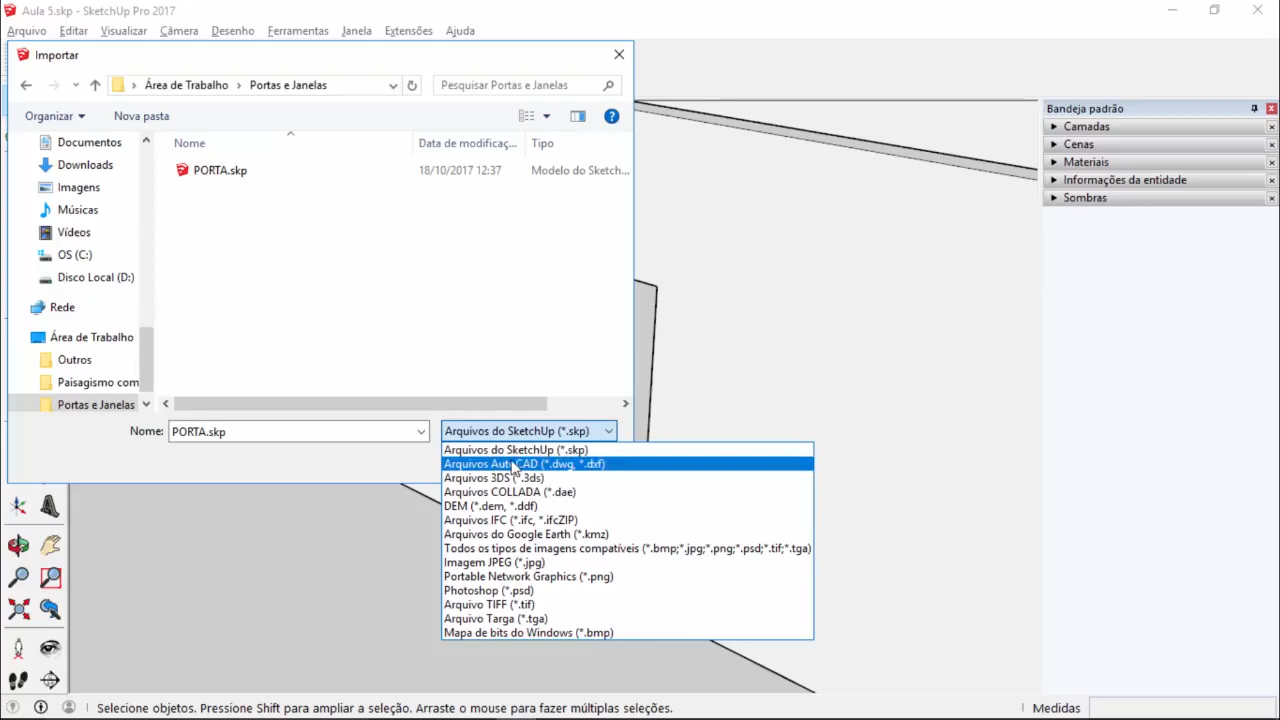 Aula 5.skp - SketchUp Pro 2017
Arquivo Editar Visualizar Câmera Desenho Ferramentas Janela Extensões Ajuda
Importar
Área de Trabalho Portas e Janelas
Pesquisar Portas e Janelas
Organizar Nova pasta
Nome Data de modificaç... Tipo
PORTA.skp 18/10/2017 12:37 Modelo do Sketch...
Documentos
Downloads
Imagens
Músicas
Vídeos
OS (C:)
Disco Local (D:)
Rede
Área de Trabalho
Outros
Paisagismo com
Portas e Janelas
Nome: PORTA.skp Arquivos do SketchUp (*.skp)
Arquivos do SketchUp (*.skp)
Arquivos AutoCAD (*.dwg, *.dxf)
Arquivos 3DS (*.3ds)
Arquivos COLLADA (*.dae)
DEM (*.dem, *.ddf)
Arquivos IFC (*.ifc, *.ifcZIP)
Arquivos do Google Earth (*.kmz)
Todos os tipos de imagens compatíveis (*.bmp;*.jpg;*.png;*.psd;*.tif;*.tga)
Imagem JPEG (*.jpg)
Portable Network Graphics (*.png)
Photoshop (*.psd)
Arquivo TIFF (*.tif)
Arquivo Targa (*.tga)
Mapa de bits do Windows (*.bmp)
Bandeja padrão
Camadas
Cenas
Materiais
Informações da entidade
Sombras
Selecione objetos. Pressione Shift para ampliar a seleção. Arraste o mouse para fazer múltiplas seleções.
Medidas